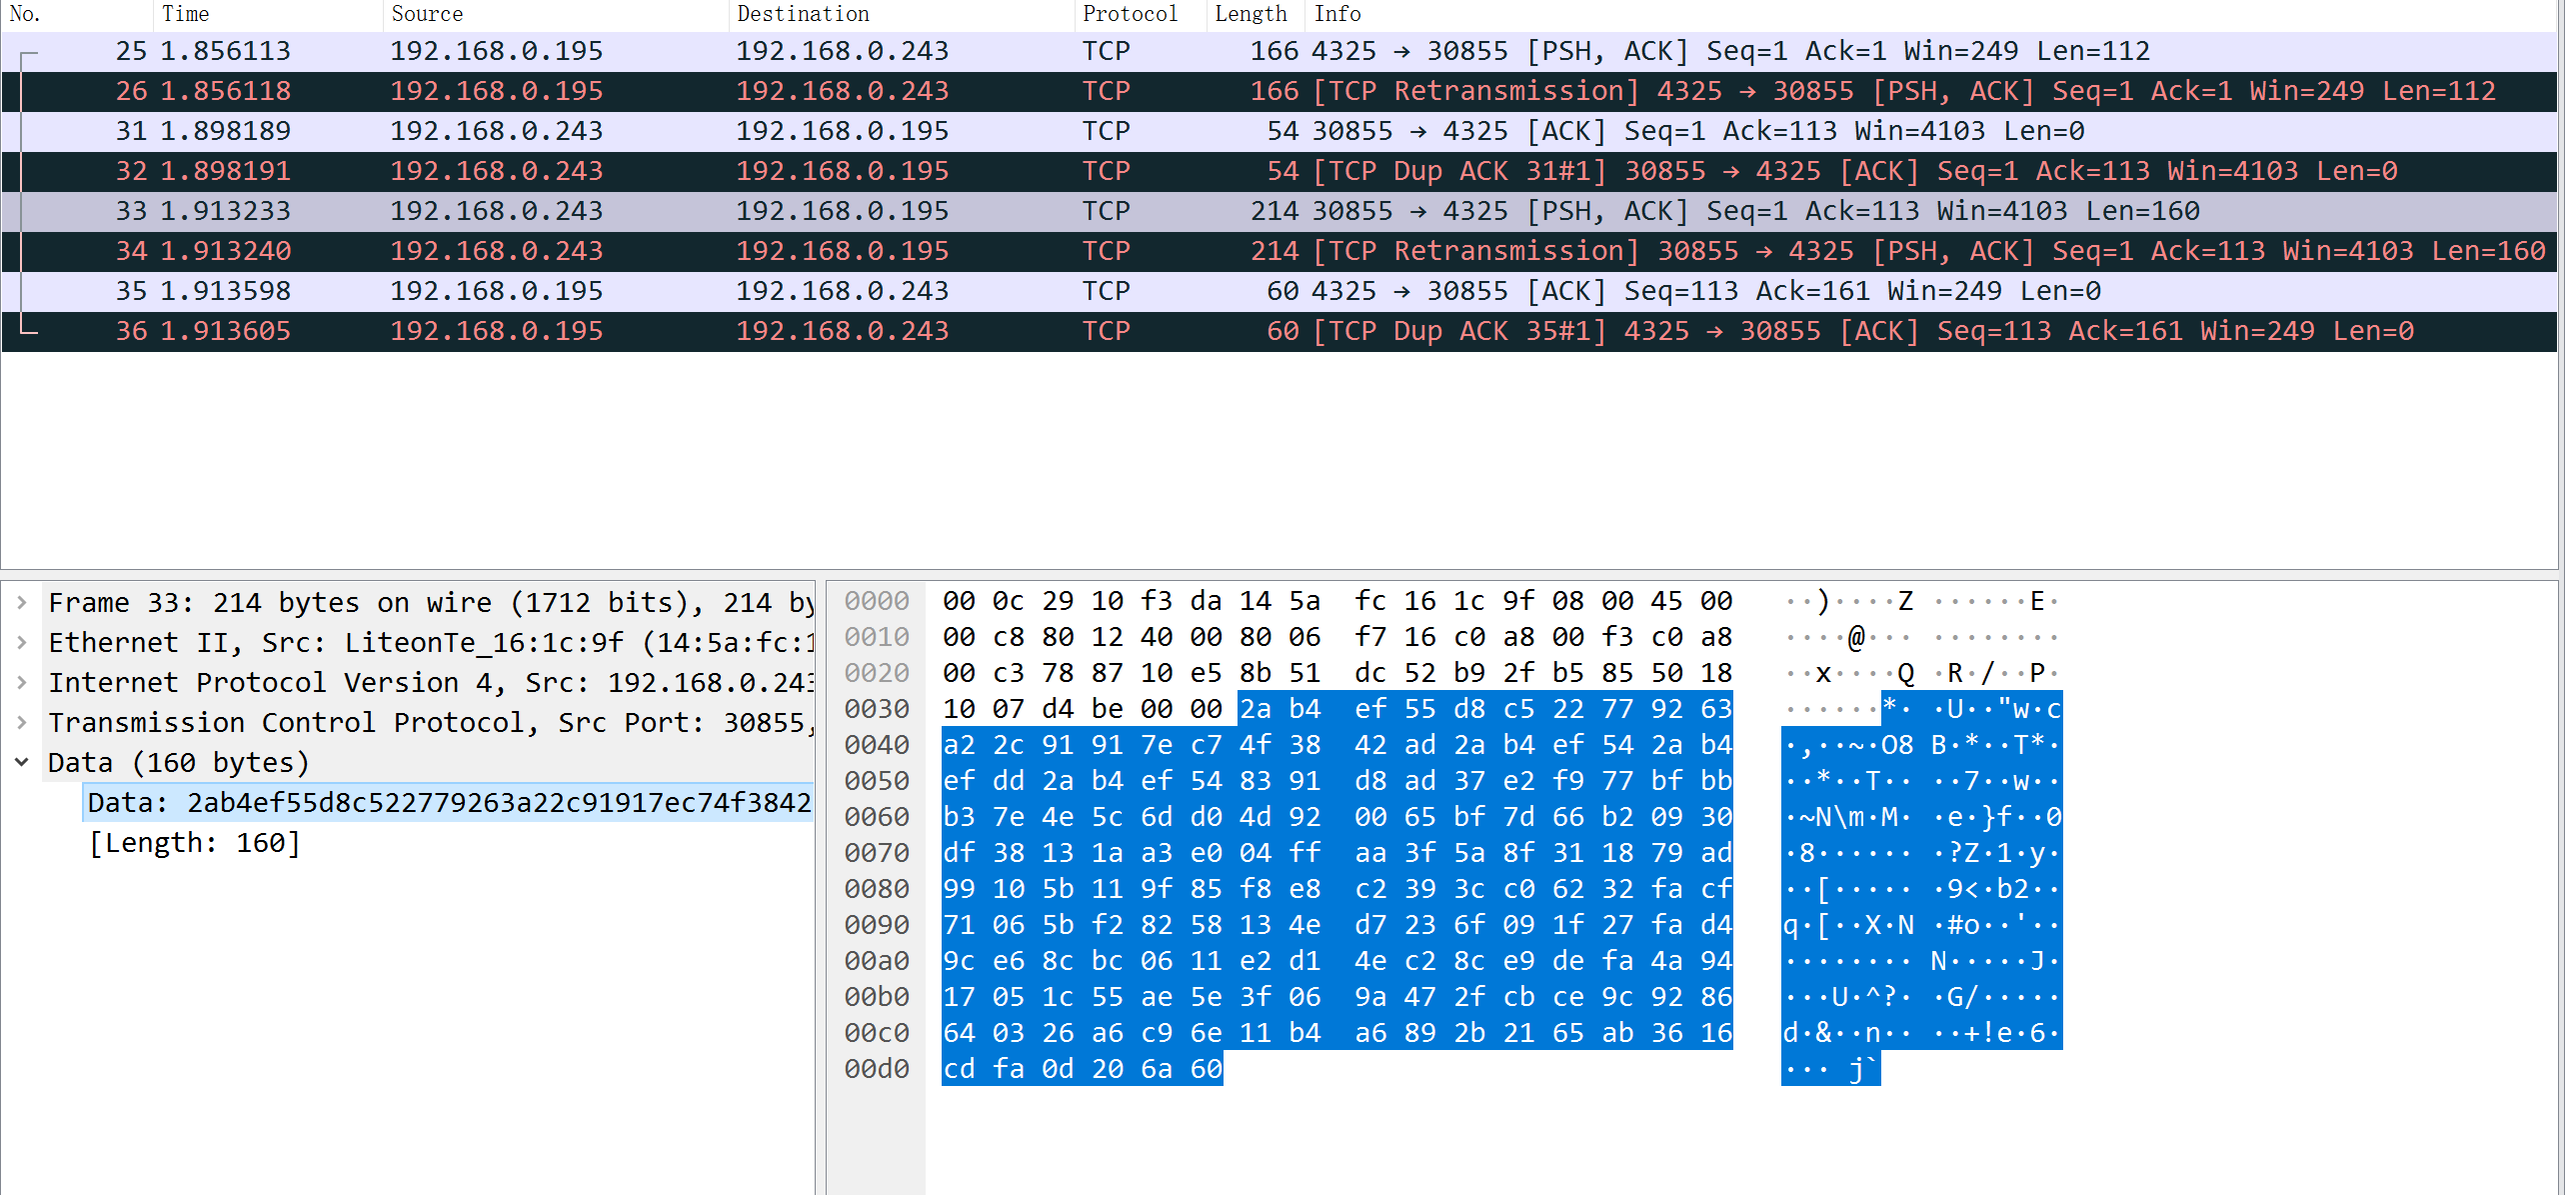 No. Time Source Destination Protocol Length Info
25 1.856113 192.168.0.195 192.168.0.243 TCP 166 4325 → 30855 [PSH, ACK] Seq=1 Ack=1 Win=249 Len=112
26 1.856118 192.168.0.195 192.168.0.243 TCP 166 [TCP Retransmission] 4325 → 30855 [PSH, ACK] Seq=1 Ack=1 Win=249 Len=112
31 1.898189 192.168.0.243 192.168.0.195 TCP 54 30855 → 4325 [ACK] Seq=1 Ack=113 Win=4103 Len=0
32 1.898191 192.168.0.243 192.168.0.195 TCP 54 [TCP Dup ACK 31#1] 30855 → 4325 [ACK] Seq=1 Ack=113 Win=4103 Len=0
33 1.913233 192.168.0.243 192.168.0.195 TCP 214 30855 → 4325 [PSH, ACK] Seq=1 Ack=113 Win=4103 Len=160
34 1.913240 192.168.0.243 192.168.0.195 TCP 214 [TCP Retransmission] 30855 → 4325 [PSH, ACK] Seq=1 Ack=113 Win=4103 Len=160
35 1.913598 192.168.0.195 192.168.0.243 TCP 60 4325 → 30855 [ACK] Seq=113 Ack=161 Win=249 Len=0
36 1.913605 192.168.0.195 192.168.0.243 TCP 60 [TCP Dup ACK 35#1] 4325 → 30855 [ACK] Seq=113 Ack=161 Win=249 Len=0
Frame 33: 214 bytes on wire (1712 bits), 214 by
Ethernet II, Src: LiteonTe_16:1c:9f (14:5a:fc:1
Internet Protocol Version 4, Src: 192.168.0.243
Transmission Control Protocol, Src Port: 30855,
Data (160 bytes)
Data: 2ab4ef55d8c522779263a22c91917ec74f3842
[Length: 160]
0000 00 0c 29 10 f3 da 14 5a fc 16 1c 9f 08 00 45 00 ··)····Z ······E·
0010 00 c8 80 12 40 00 80 06 f7 16 c0 a8 00 f3 c0 a8 ····@··· ········
0020 00 c3 78 87 10 e5 8b 51 dc 52 b9 2f b5 85 50 18 ··x····Q ·R·/··P·
0030 10 07 d4 be 00 00 2a b4 ef 55 d8 c5 22 77 92 63 ······*· ·U··"w·c
0040 a2 2c 91 91 7e c7 4f 38 42 ad 2a b4 ef 54 2a b4 ·,··~·O8 B·*··T*·
0050 ef dd 2a b4 ef 54 83 91 d8 ad 37 e2 f9 77 bf bb ··*··T·· ··7··w··
0060 b3 7e 4e 5c 6d d0 4d 92 00 65 bf 7d 66 b2 09 30 ·~N\m·M· ·e·}f··0
0070 df 38 13 1a a3 e0 04 ff aa 3f 5a 8f 31 18 79 ad ·8······ ·?Z·1·y·
0080 99 10 5b 11 9f 85 f8 e8 c2 39 3c c0 62 32 fa cf ··[····· ·9<·b2··
0090 71 06 5b f2 82 58 13 4e d7 23 6f 09 1f 27 fa d4 q·[··X·N ·#o··'··
00a0 9c e6 8c bc 06 11 e2 d1 4e c2 8c e9 de fa 4a 94 ········ N·····J·
00b0 17 05 1c 55 ae 5e 3f 06 9a 47 2f cb ce 9c 92 86 ···U·^?· ·G/·····
00c0 64 03 26 a6 c9 6e 11 b4 a6 89 2b 21 65 ab 36 16 d·&··n·· ··+!e·6·
00d0 cd fa 0d 20 6a 60 ··· j`